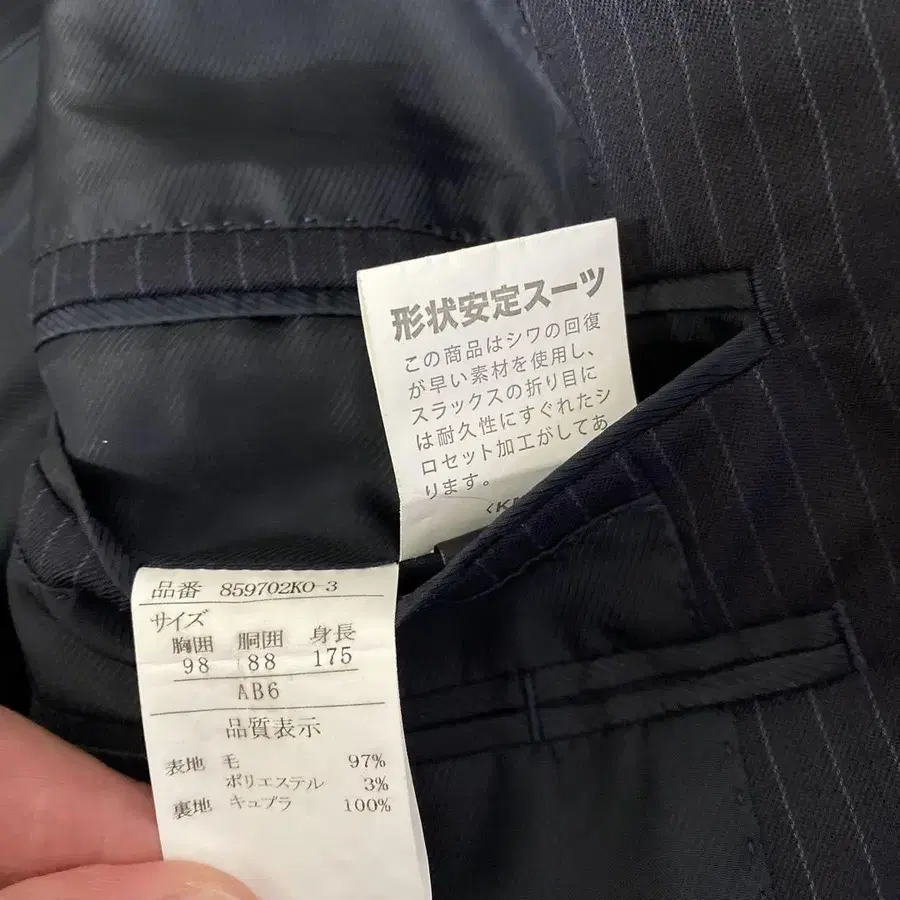 形状安定スーツ
この商品はシワの回復
が早い素材を使用し、
スラックスの折り目に
は耐久性にすぐれたシ
ロセット加工がしてあ
ります。
品番 859702KO-3
サイズ
胸囲 胴囲 身長
98 88 175
AB6
品質表示
表地 毛 97%
ポリエステル 3%
裏地 キュプラ 100%